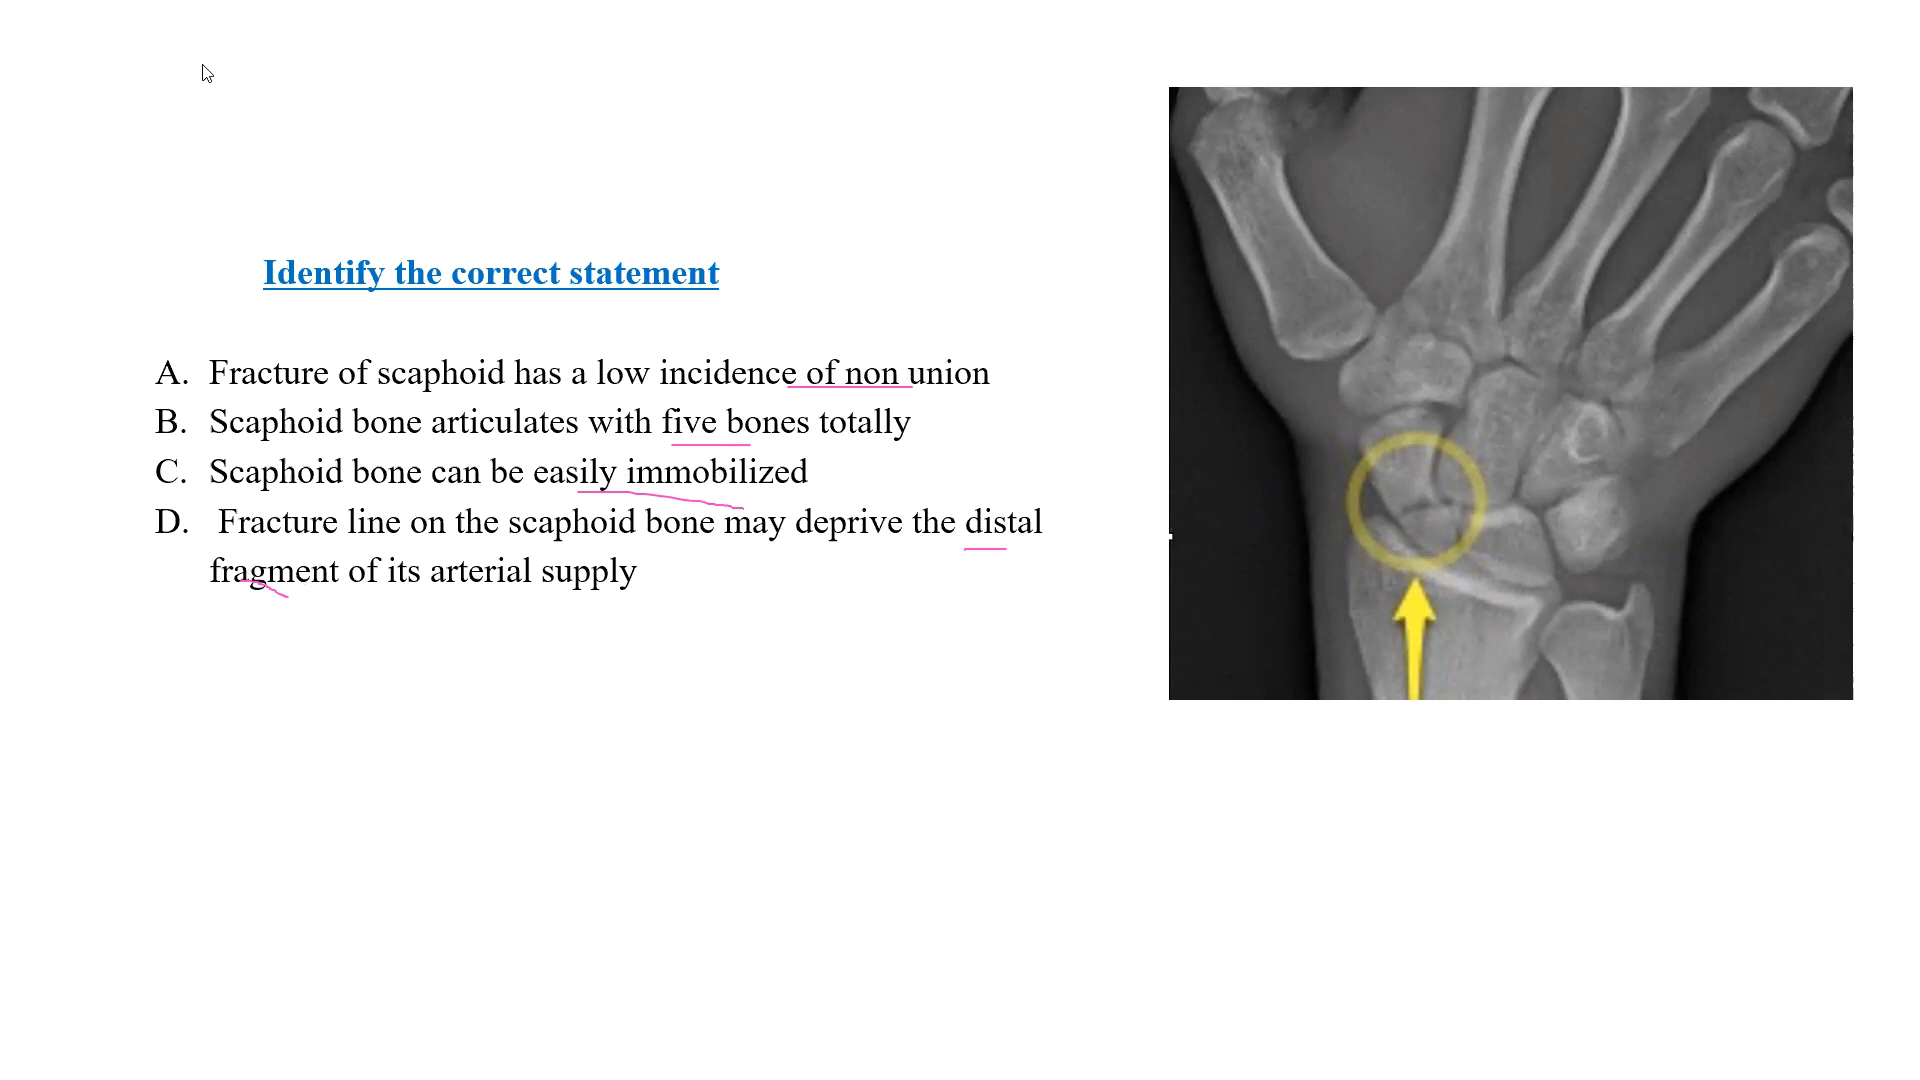 Identify the correct statement
A. Fracture of scaphoid has a low incidence of non union
B. Scaphoid bone articulates with five bones totally
C. Scaphoid bone can be easily immobilized
D. Fracture line on the scaphoid bone may deprive the distal
fragment of its arterial supply